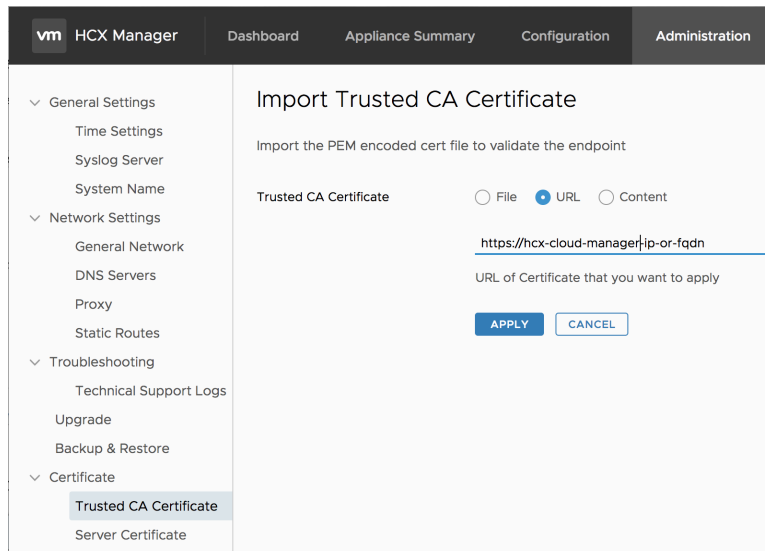 vm HCX Manager Dashboard Appliance Summary Configuration Administration
General Settings
Time Settings
Syslog Server
System Name
Network Settings
General Network
DNS Servers
Proxy
Static Routes
Troubleshooting
Technical Support Logs
Upgrade
Backup & Restore
Certificate
Trusted CA Certificate
Server Certificate
Import Trusted CA Certificate
Import the PEM encoded cert file to validate the endpoint
Trusted CA Certificate File URL Content
https://hcx-cloud-manager-ip-or-fqdn
URL of Certificate that you want to apply
APPLY CANCEL